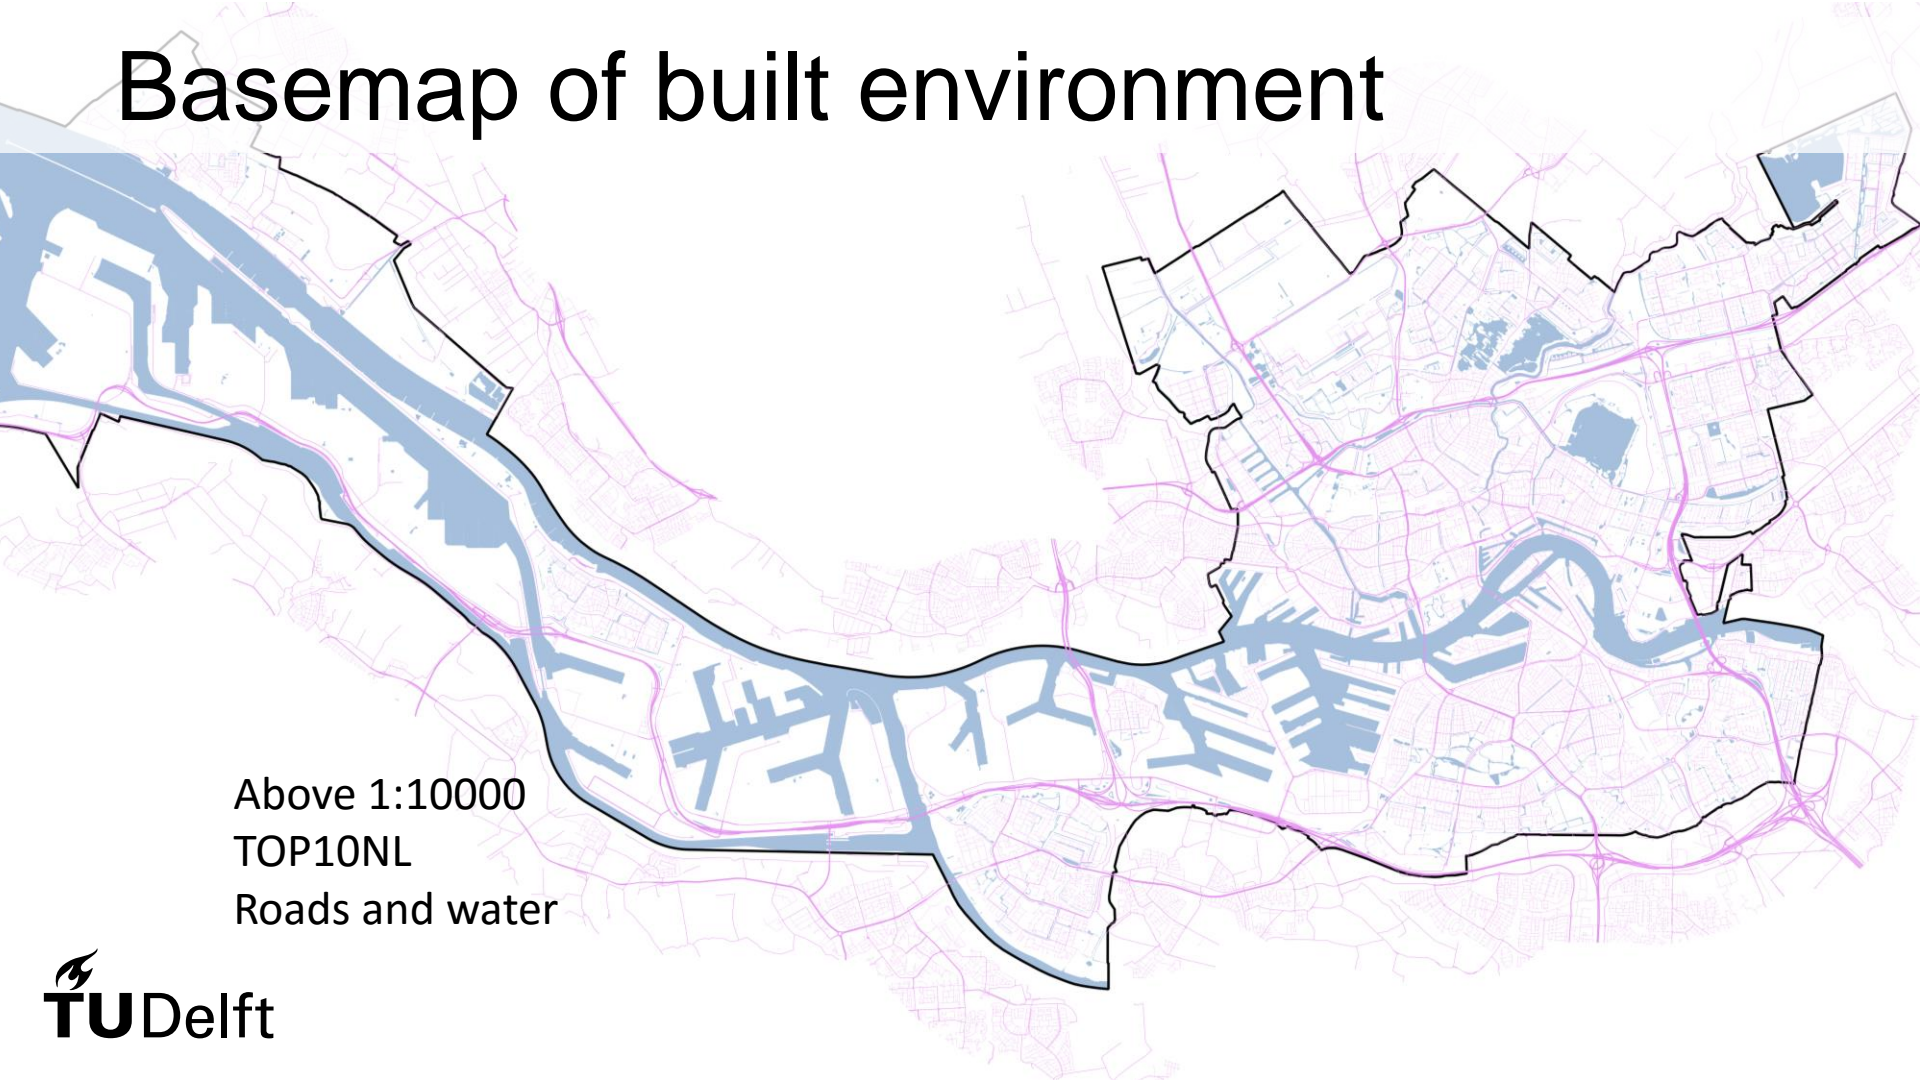 Basemap of built environment
Above 1:10000
TOP10NL
Roads and water
TUDelft